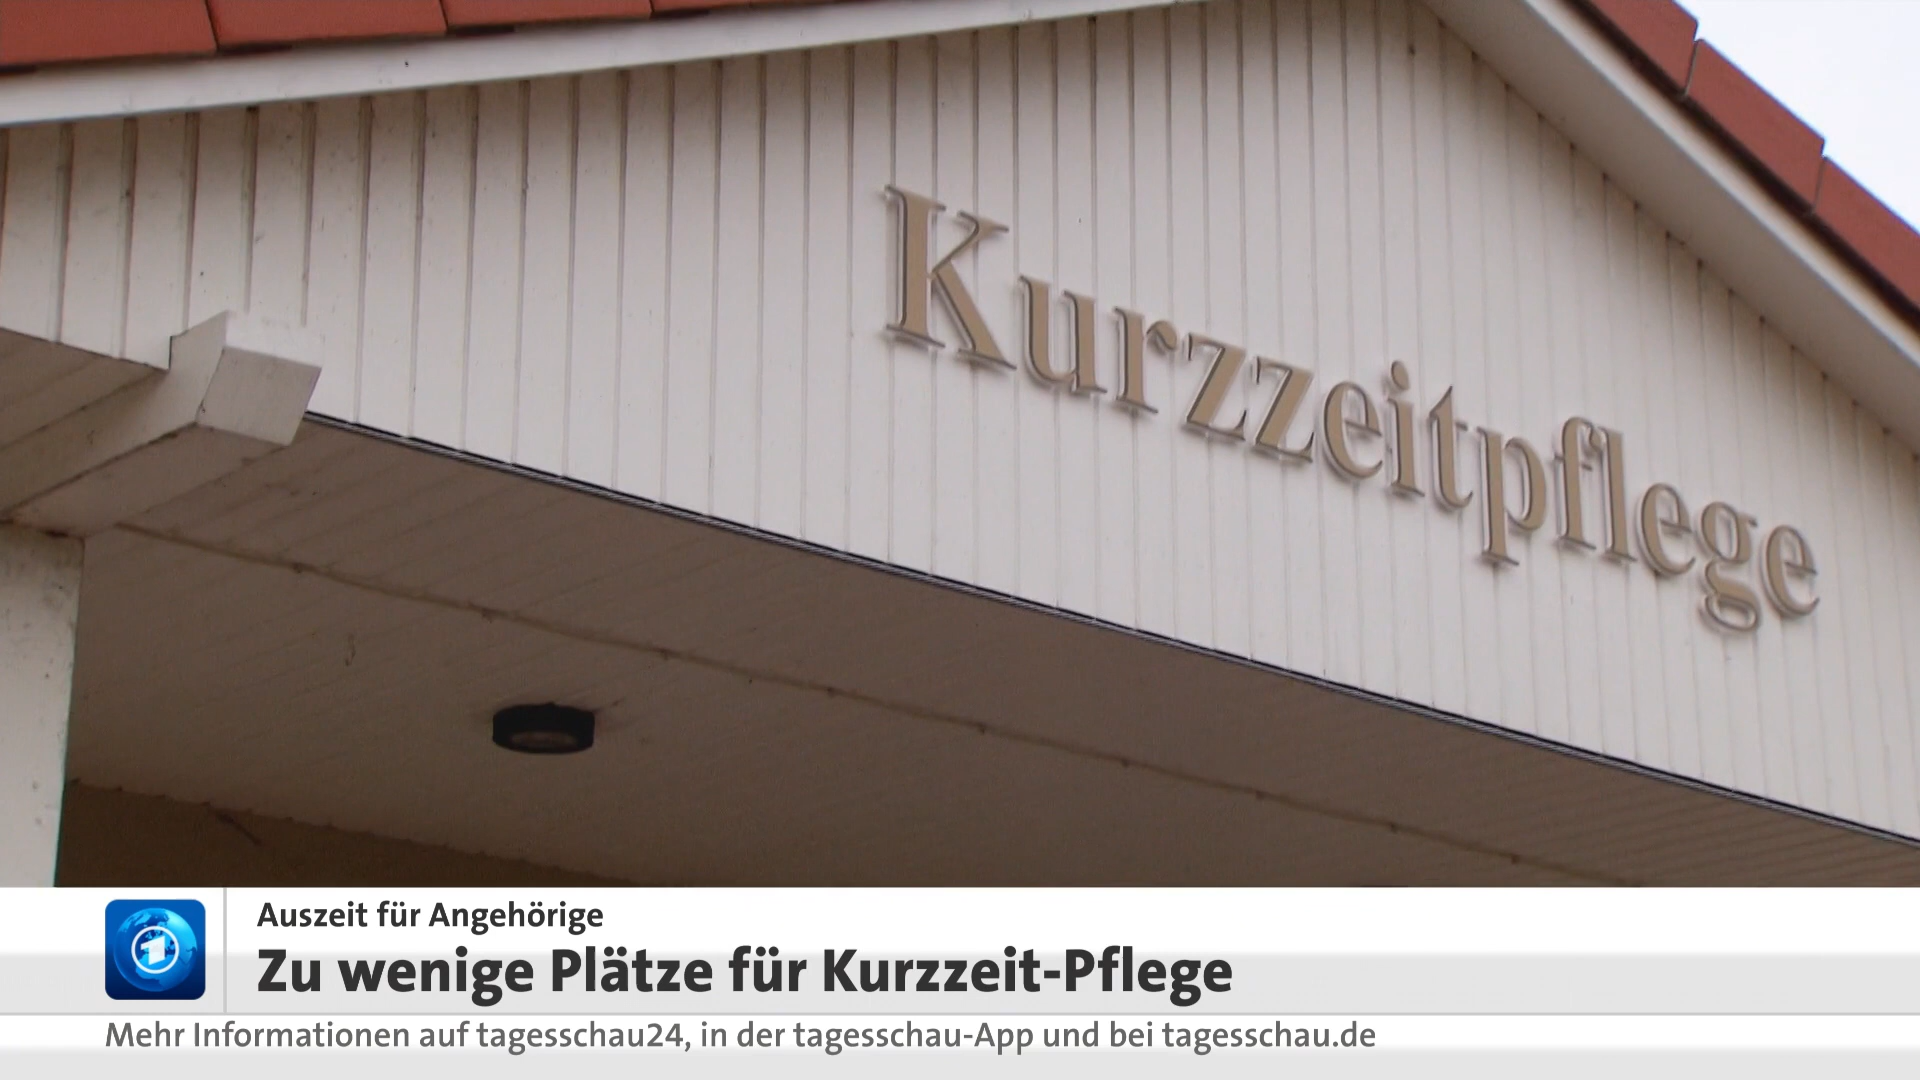 Kurzzeitpflege
1
Auszeit für Angehörige
Zu wenige Plätze für Kurzzeit-Pflege
Mehr Informationen auf tagesschau24, in der tagesschau-App und bei tagesschau.de